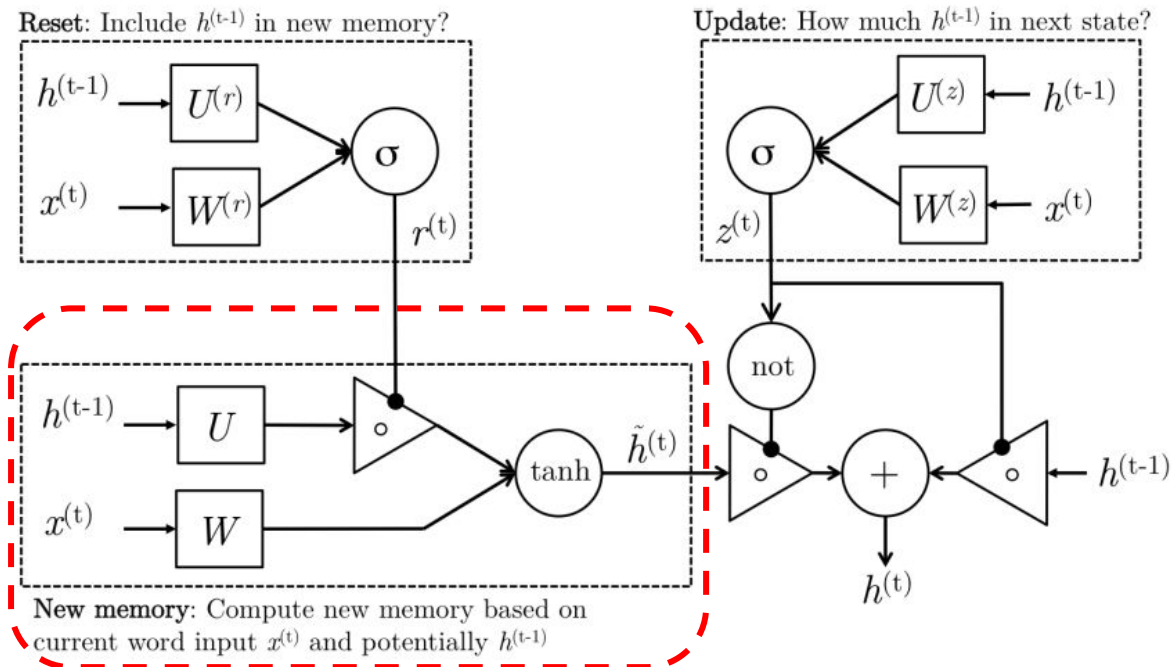 Reset: Include h^(t-1) in new memory?
h^(t-1)
U^(r)
σ
x^(t)
W^(r)
r^(t)
Update: How much h^(t-1) in next state?
σ
U^(z)
h^(t-1)
W^(z)
x^(t)
z^(t)
not
h^(t-1)
U
∘
x^(t)
W
tanh
h̃^(t)
∘
+
∘
h^(t-1)
h^(t)
New memory: Compute new memory based on
current word input x^(t) and potentially h^(t-1)